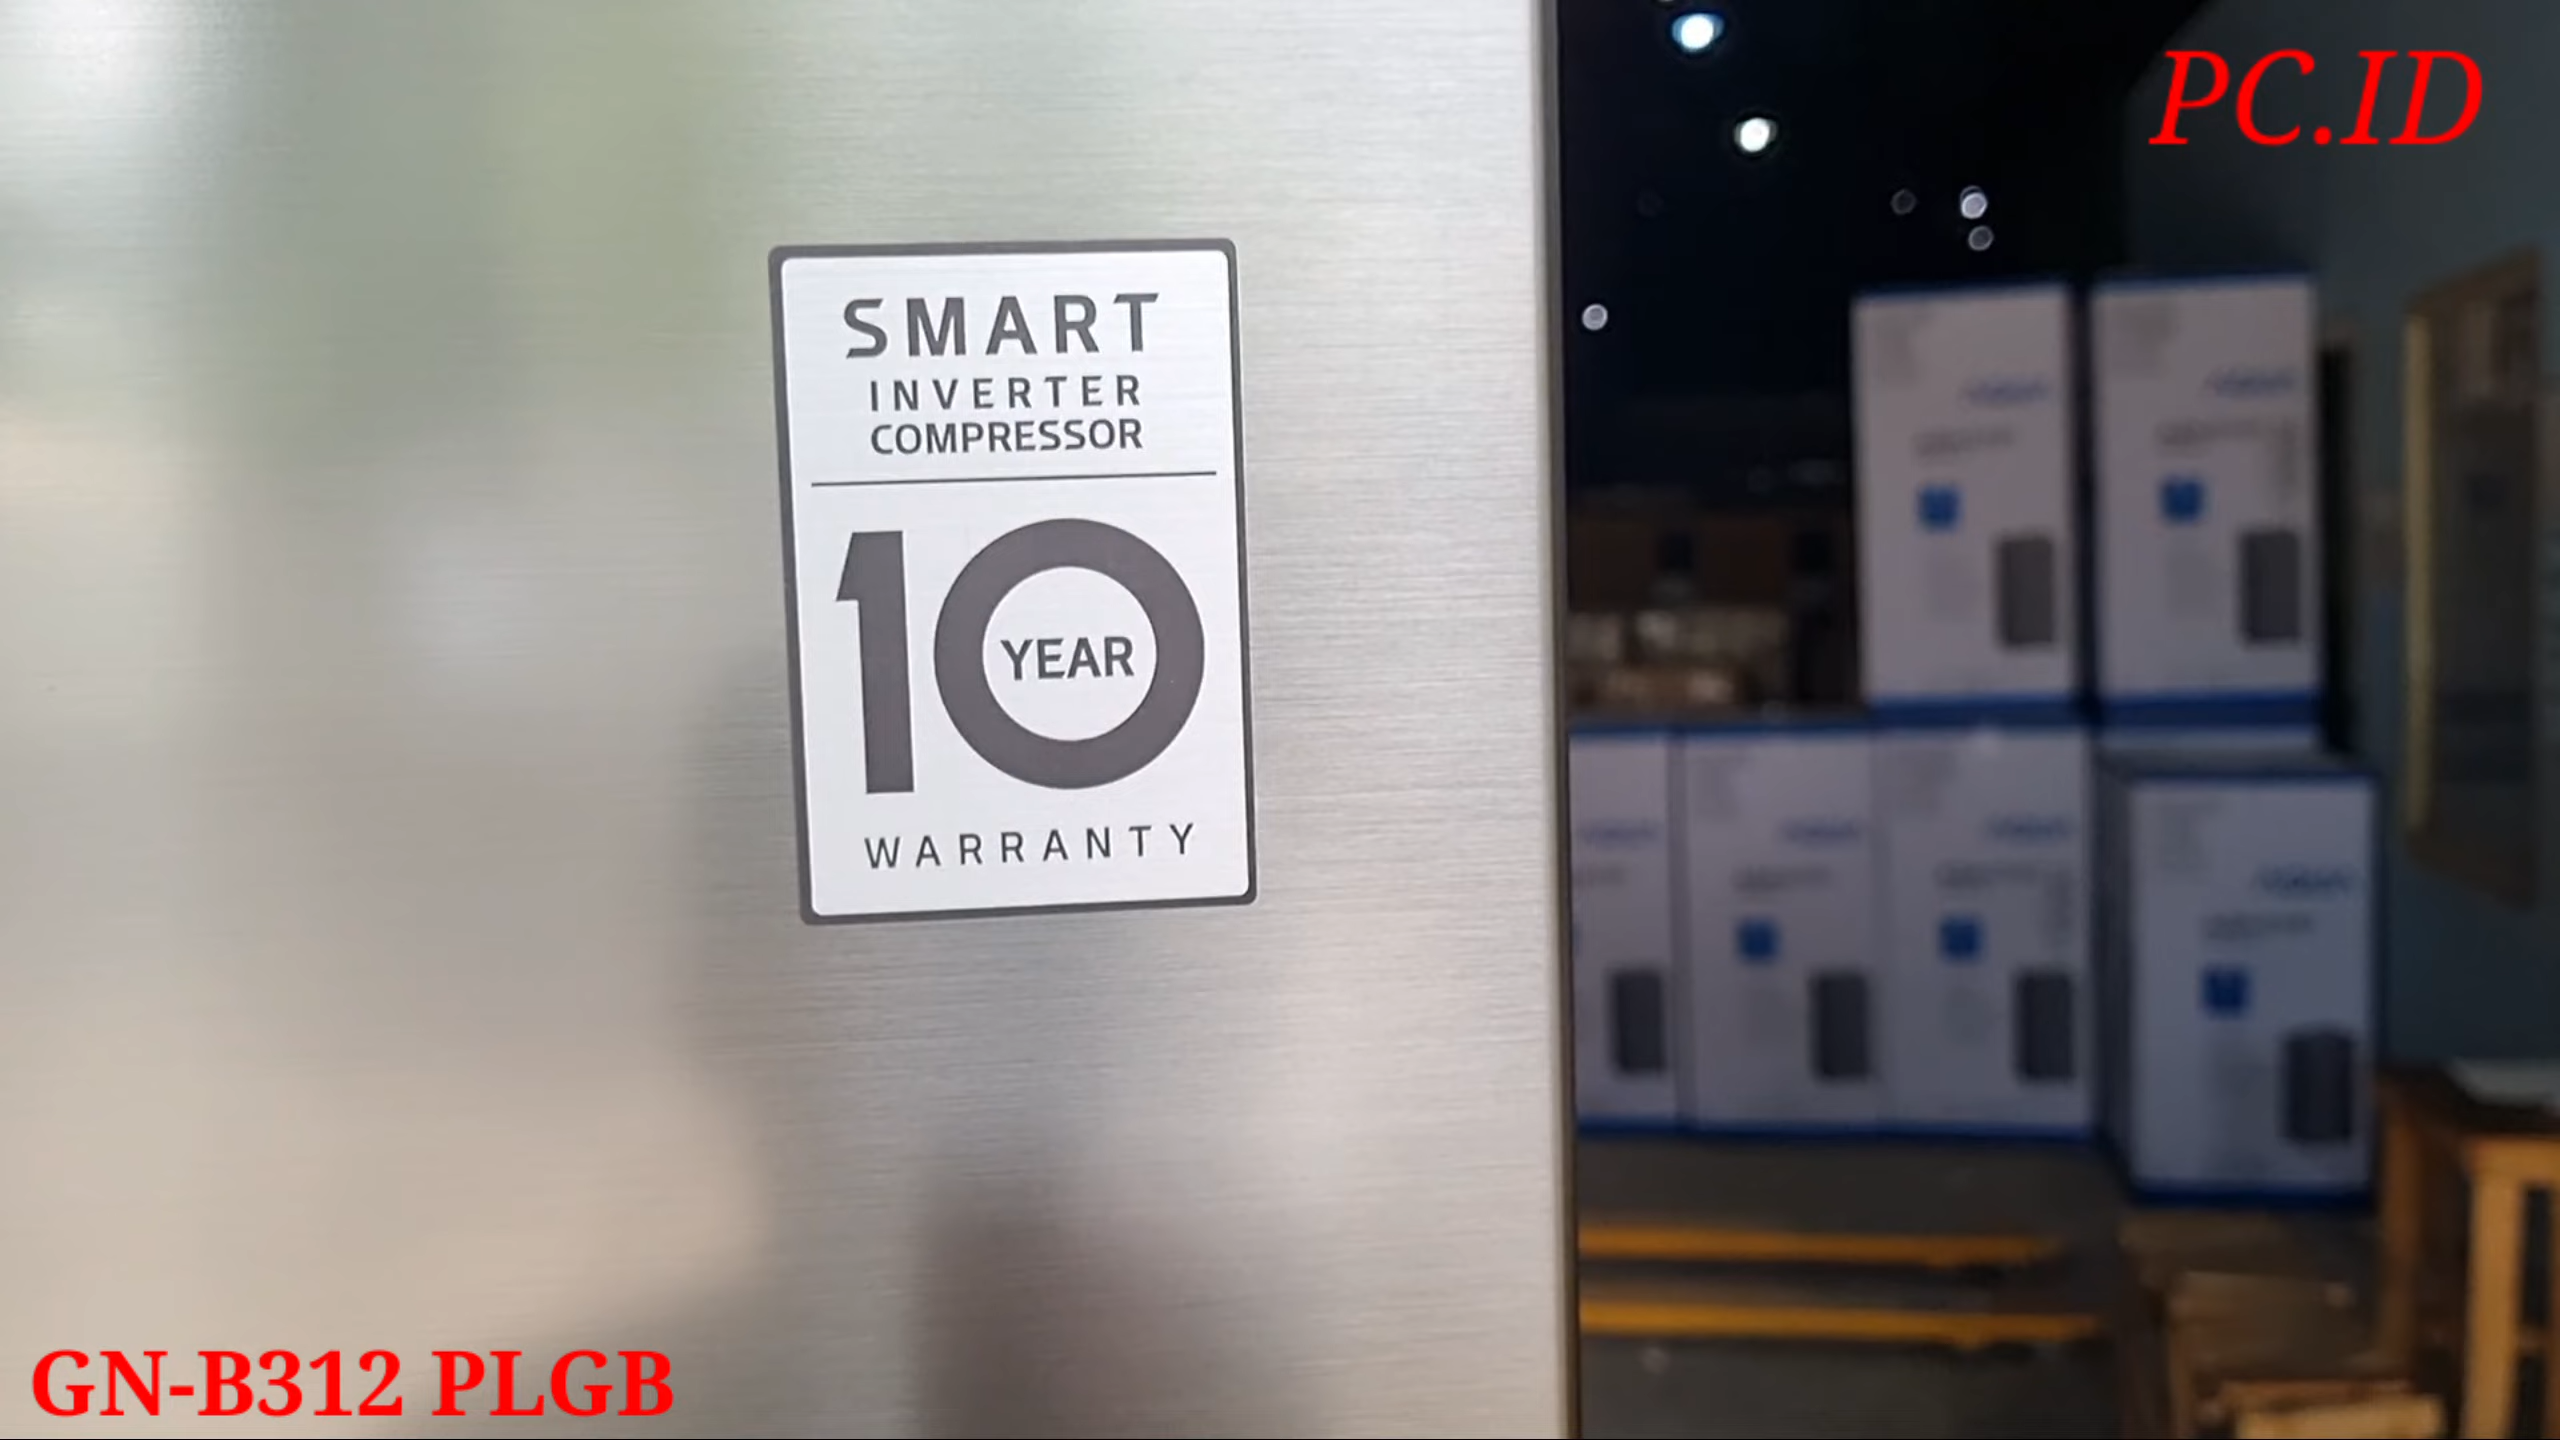 PC.ID
SMART
INVERTER
COMPRESSOR
10
YEAR
WARRANTY
GN-B312 PLGB